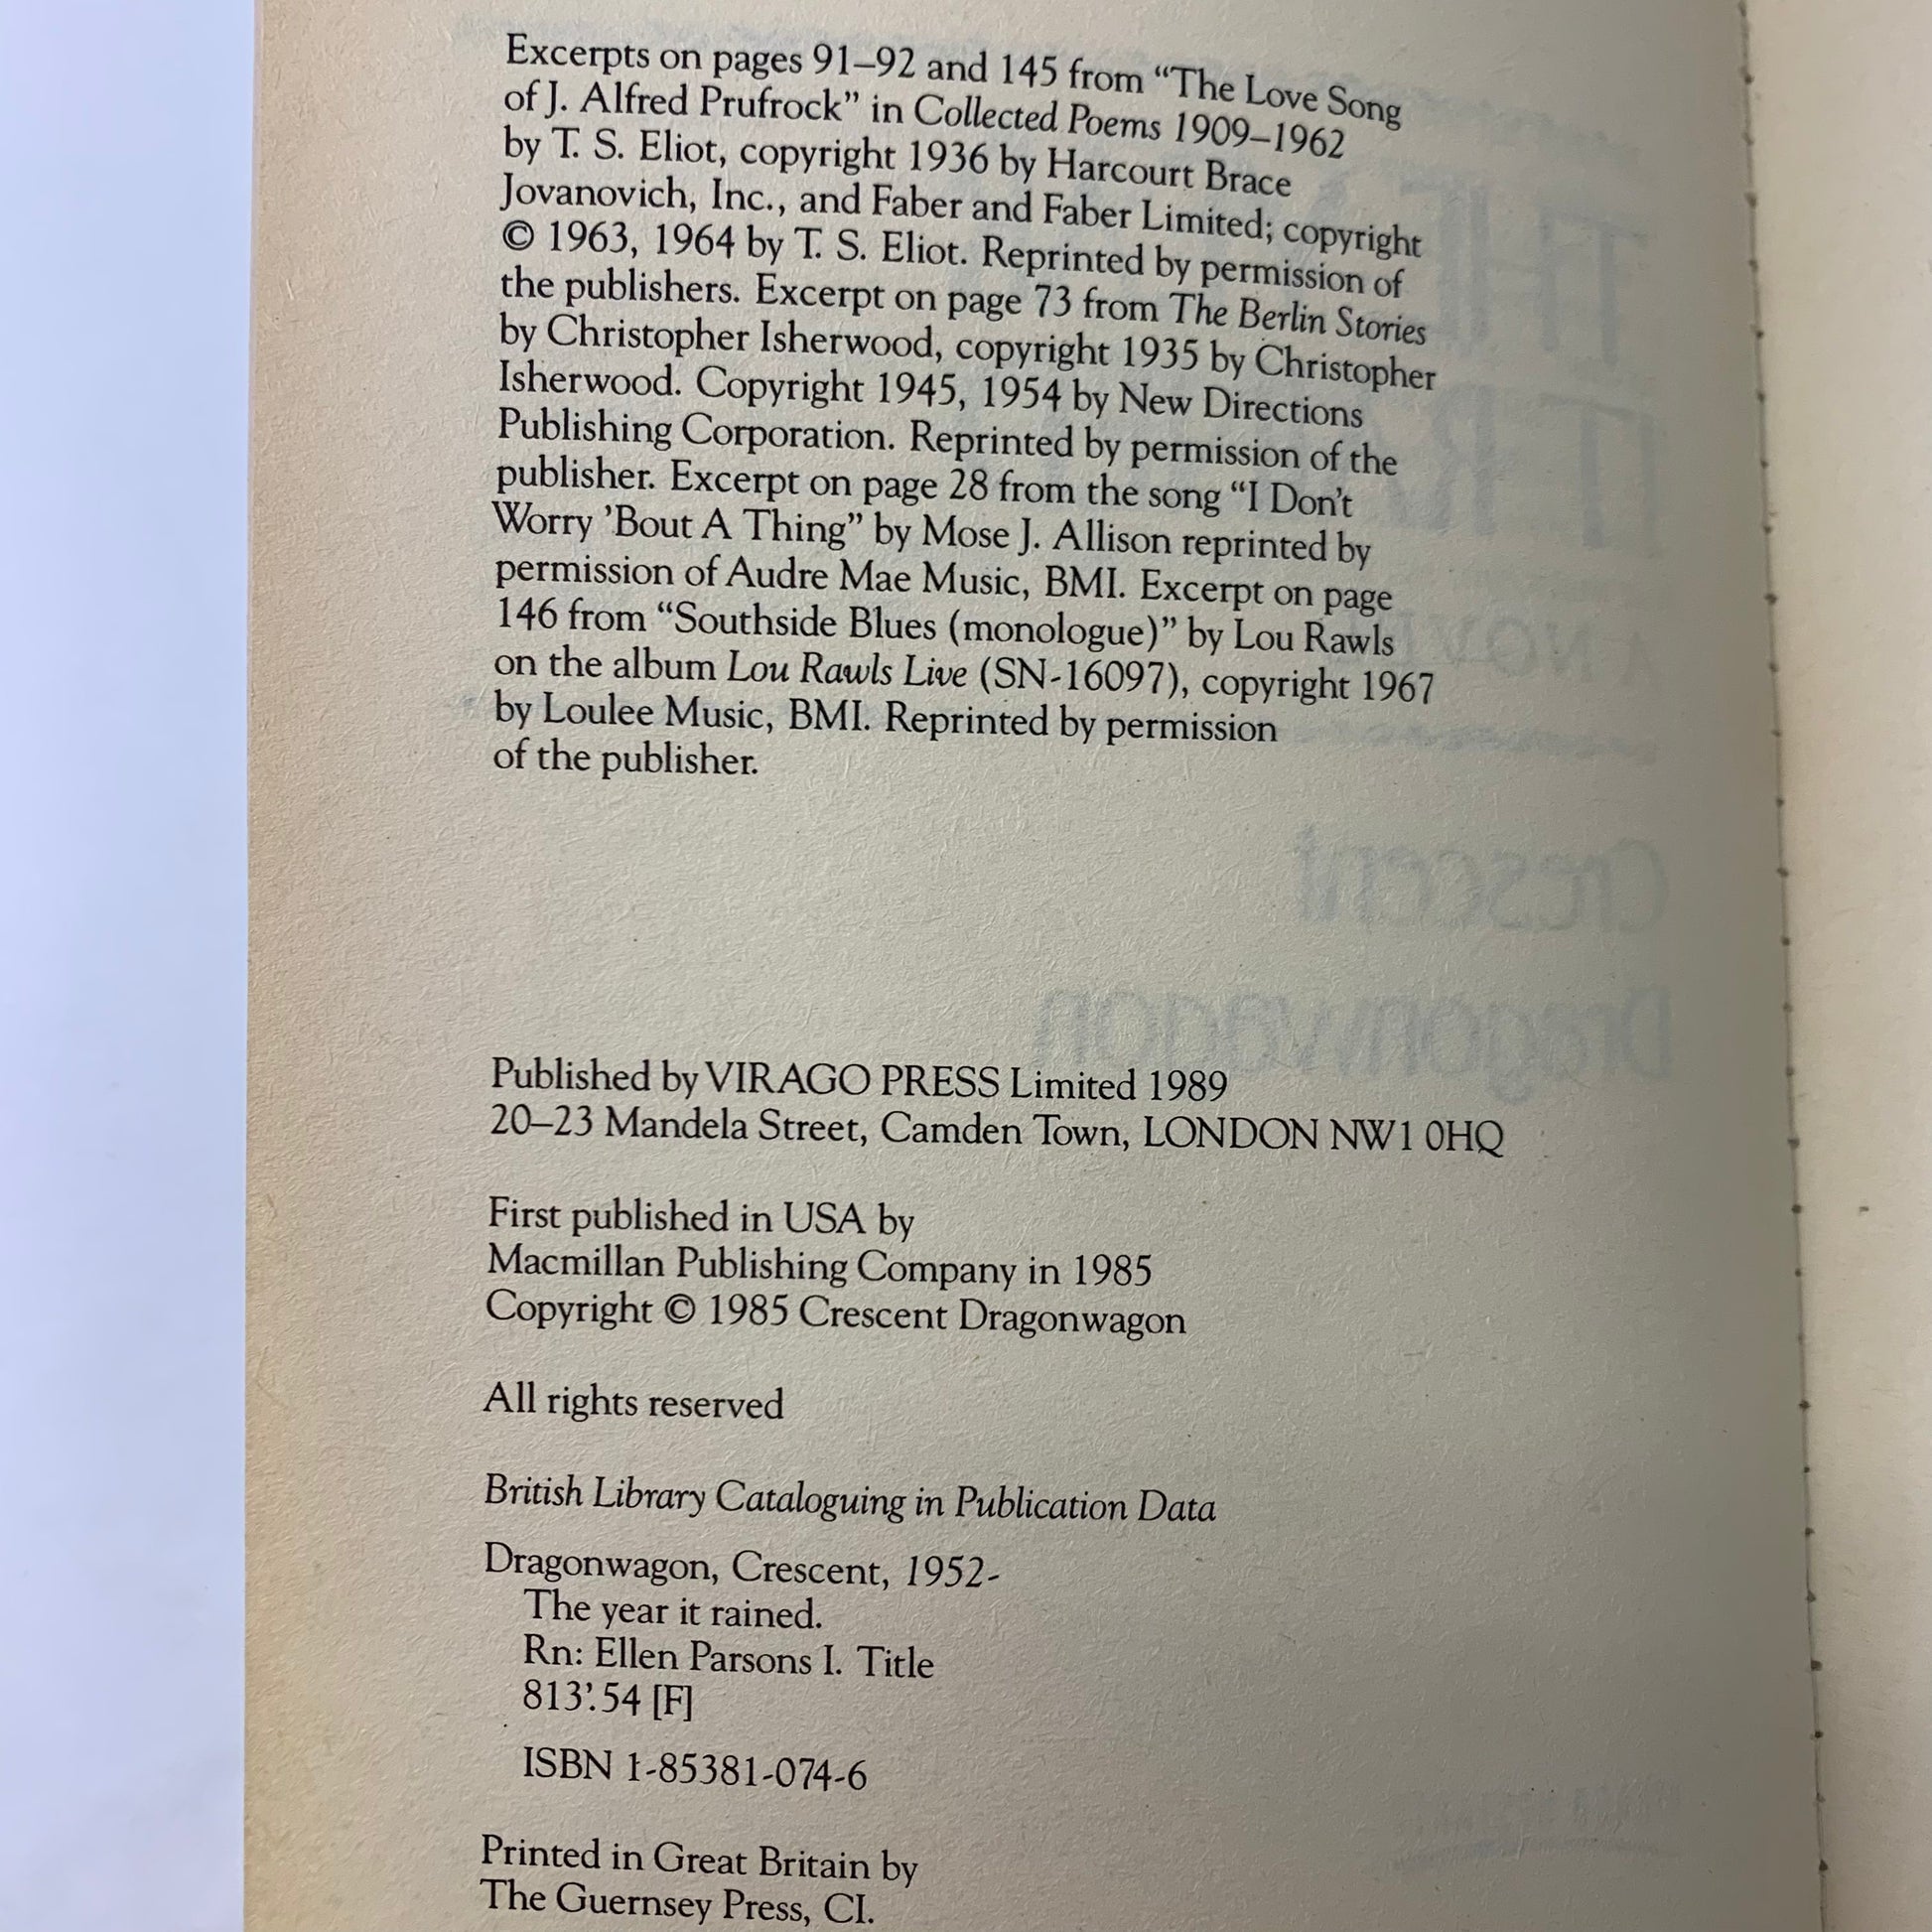 Excerpts on pages 91–92 and 145 from “The Love Song
of J. Alfred Prufrock” in Collected Poems 1909–1962
by T. S. Eliot, copyright 1936 by Harcourt Brace
Jovanovich, Inc., and Faber and Faber Limited; copyright
© 1963, 1964 by T. S. Eliot. Reprinted by permission of
the publishers. Excerpt on page 73 from The Berlin Stories
by Christopher Isherwood, copyright 1935 by Christopher
Isherwood. Copyright 1945, 1954 by New Directions
Publishing Corporation. Reprinted by permission of the
publisher. Excerpt on page 28 from the song “I Don’t
Worry ’Bout A Thing” by Mose J. Allison reprinted by
permission of Audre Mae Music, BMI. Excerpt on page
146 from “Southside Blues (monologue)” by Lou Rawls
on the album Lou Rawls Live (SN-16097), copyright 1967
by Loulee Music, BMI. Reprinted by permission
of the publisher.
Published by VIRAGO PRESS Limited 1989
20–23 Mandela Street, Camden Town, LONDON NW1 0HQ
First published in USA by
Macmillan Publishing Company in 1985
Copyright © 1985 Crescent Dragonwagon
All rights reserved
British Library Cataloguing in Publication Data
Dragonwagon, Crescent, 1952-
The year it rained.
Rn: Ellen Parsons I. Title
813’.54 [F]
ISBN 1-85381-074-6
Printed in Great Britain by
The Guernsey Press, CI.